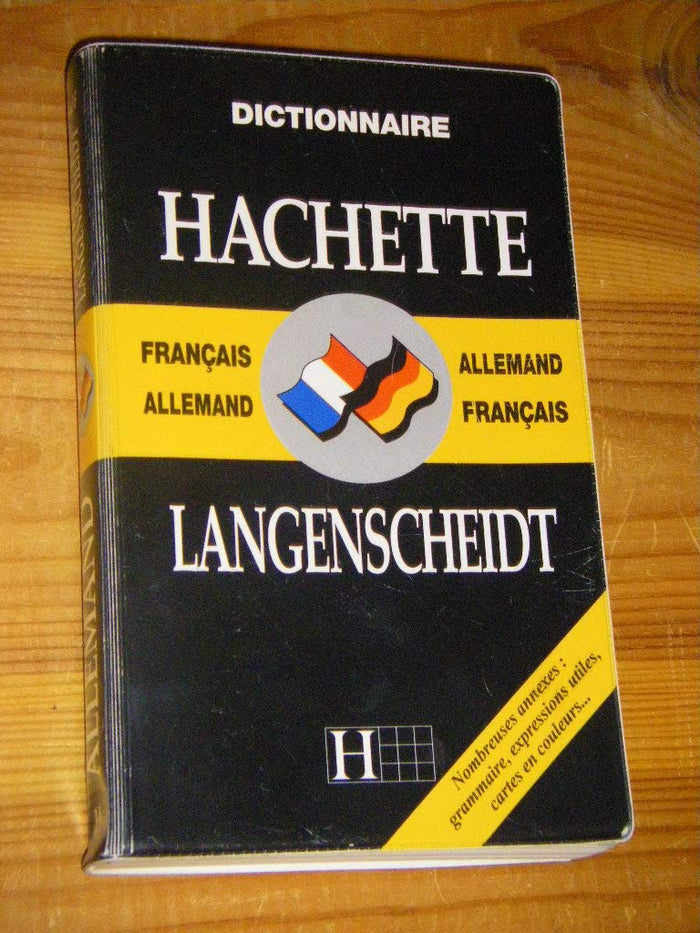 DICTIONNAIRE
HACHETTE
FRANÇAIS
ALLEMAND
ALLEMAND
FRANÇAIS
LANGENSCHEIDT
H
Nombreuses annexes :
grammaire, expressions utiles,
cartes en couleurs...
ALLEMAND